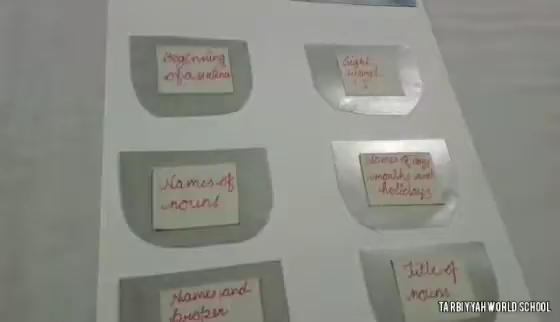 Beginning
of a sentence
Sight
Names of
nouns
Names of days
months and
holidays
Names and
proper
Title of
nouns
TARBIYYAH WORLD SCHOOL